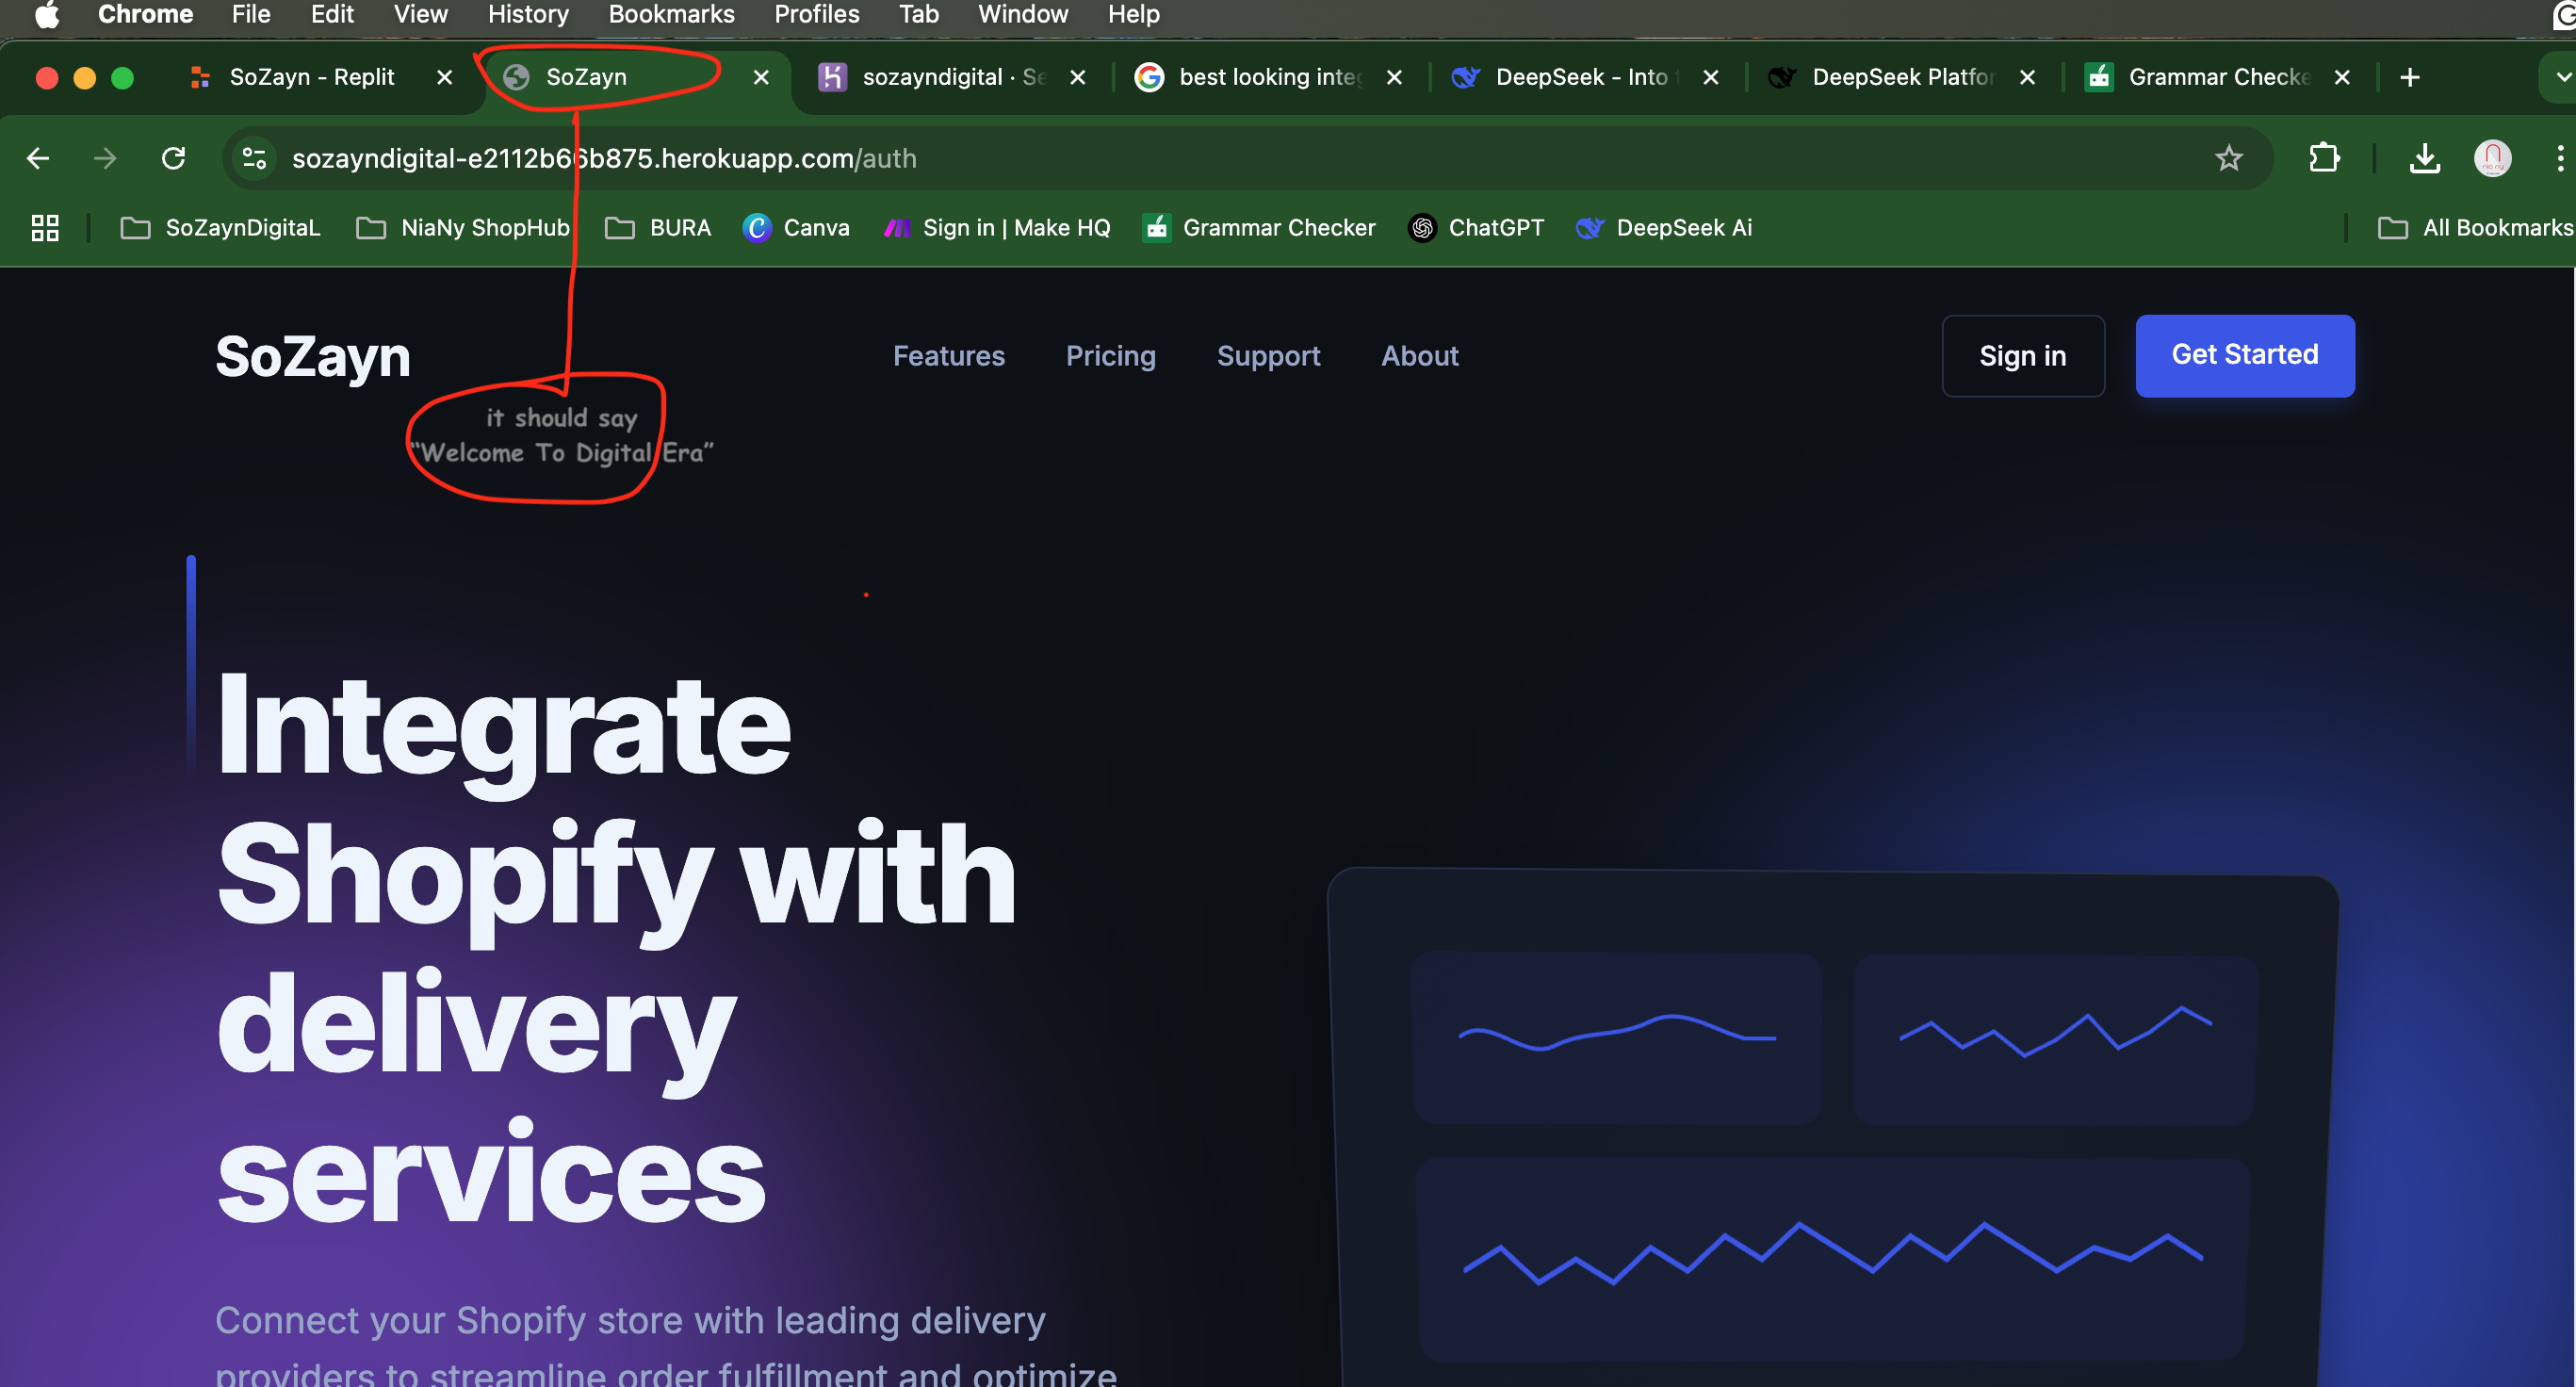 Chrome File Edit View History Bookmarks Profiles Tab Window Help
SoZayn - Replit SoZayn sozayndigital · Se best looking integ DeepSeek - Into DeepSeek Platfor Grammar Checke
sozayndigital-e2112b66b875.herokuapp.com/auth
SoZaynDigitaL NiaNy ShopHub BURA Canva Sign in | Make HQ Grammar Checker ChatGPT DeepSeek Ai All Bookmarks
SoZayn Features Pricing Support About Sign in Get Started
it should say
“Welcome To Digital Era”
Integrate
Shopify with
delivery
services
Connect your Shopify store with leading delivery
providers to streamline order fulfillment and optimize